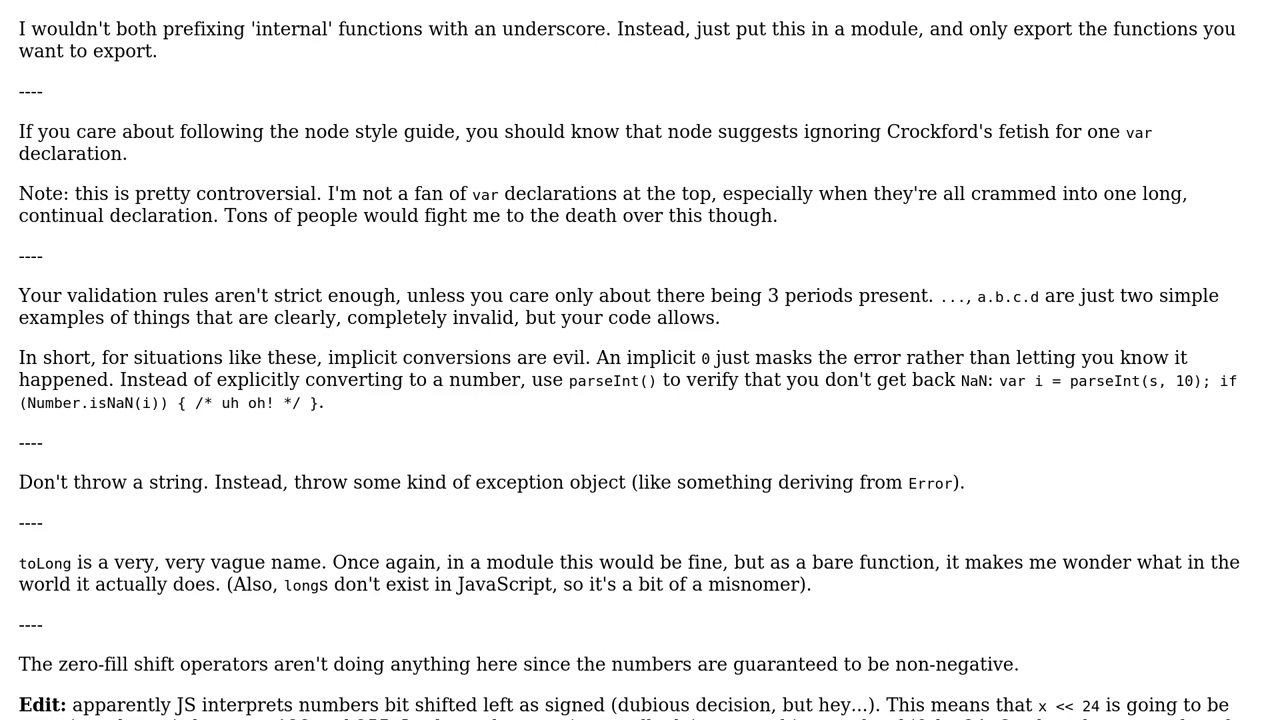 I wouldn't both prefixing 'internal' functions with an underscore. Instead, just put this in a module, and only export the functions you
want to export.
----
If you care about following the node style guide, you should know that node suggests ignoring Crockford's fetish for one var
declaration.
Note: this is pretty controversial. I'm not a fan of var declarations at the top, especially when they're all crammed into one long,
continual declaration. Tons of people would fight me to the death over this though.
----
Your validation rules aren't strict enough, unless you care only about there being 3 periods present. ..., a.b.c.d are just two simple
examples of things that are clearly, completely invalid, but your code allows.
In short, for situations like these, implicit conversions are evil. An implicit 0 just masks the error rather than letting you know it
happened. Instead of explicitly converting to a number, use parseInt() to verify that you don't get back NaN: var i = parseInt(s, 10); if
(Number.isNaN(i)) { /* uh oh! */ }.
----
Don't throw a string. Instead, throw some kind of exception object (like something deriving from Error).
----
toLong is a very, very vague name. Once again, in a module this would be fine, but as a bare function, it makes me wonder what in the
world it actually does. (Also, longs don't exist in JavaScript, so it's a bit of a misnomer).
----
The zero-fill shift operators aren't doing anything here since the numbers are guaranteed to be non-negative.
Edit: apparently JS interprets numbers bit shifted left as signed (dubious decision, but hey...). This means that x << 24 is going to be